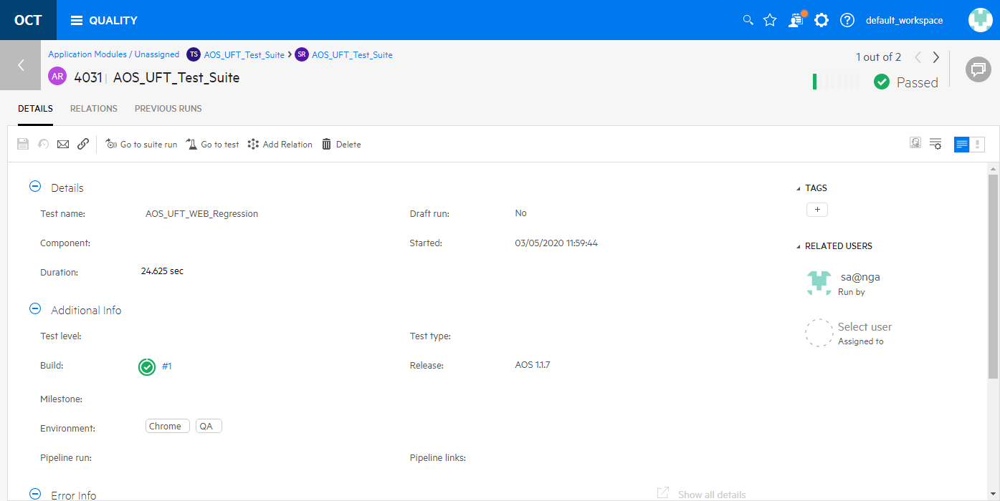 OCT QUALITY default_workspace
Application Modules / Unassigned TS AOS_UFT_Test_Suite > SR AOS_UFT_Test_Suite 1 out of 2
AR 4031 | AOS_UFT_Test_Suite Passed
DETAILS RELATIONS PREVIOUS RUNS
Go to suite run Go to test Add Relation Delete
Details
Test name: AOS_UFT_WEB_Regression Draft run: No
Component: Started: 03/05/2020 11:59:44
Duration: 24.625 sec
Additional Info
Test level: Test type:
Build: #1 Release: AOS 1.1.7
Milestone:
Environment: Chrome QA
Pipeline run: Pipeline links:
Error Info Show all details
TAGS
+
RELATED USERS
sa@nga
Run by
Select user
Assigned to